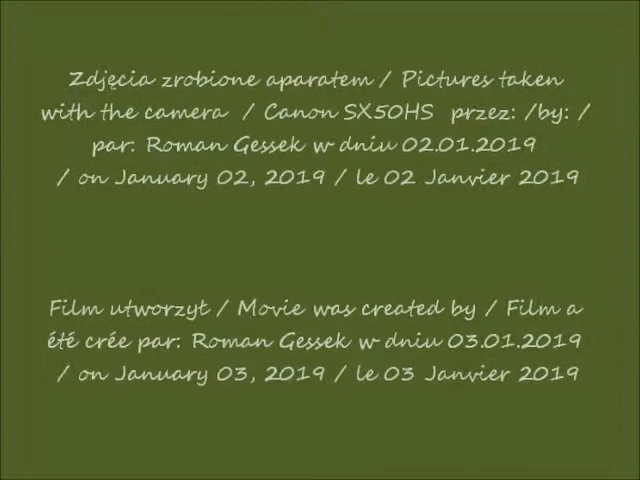 Zdjęcia zrobione aparatem / Pictures taken
with the camera / Canon SX50HS przez: /by: /
par: Roman Gessek w dniu 02.01.2019
/ on January 02, 2019 / le 02 Janvier 2019
Film utworzył / Movie was created by / Film a
été crée par: Roman Gessek w dniu 03.01.2019
/ on January 03, 2019 / le 03 Janvier 2019